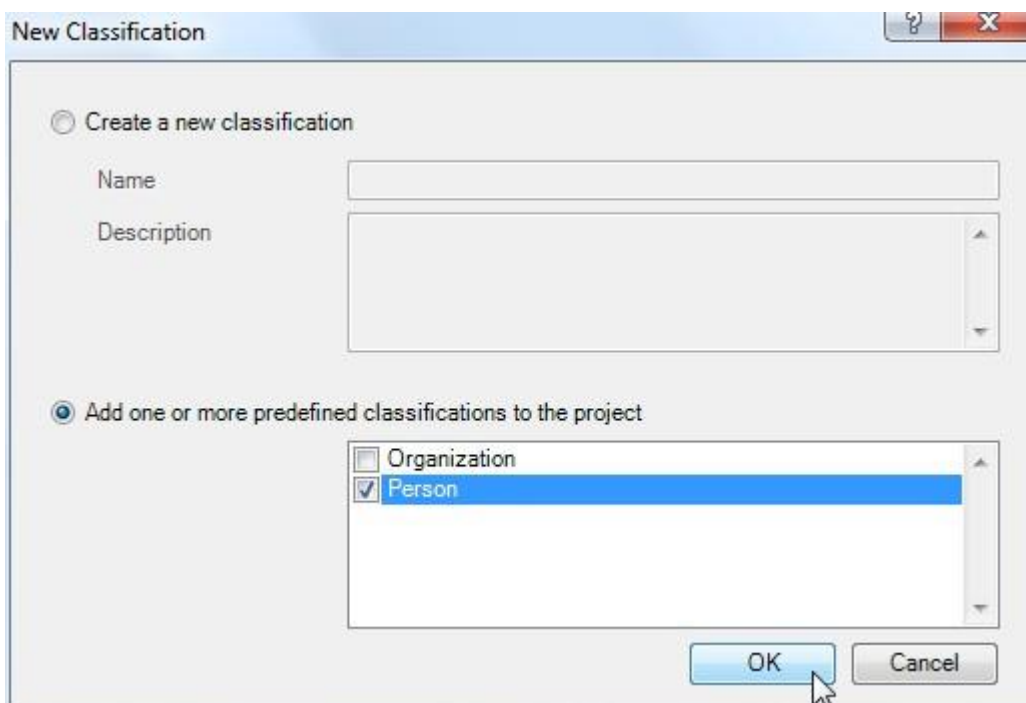 New Classification
Create a new classification
Name
Description
Add one or more predefined classifications to the project
Organization
Person
OK Cancel